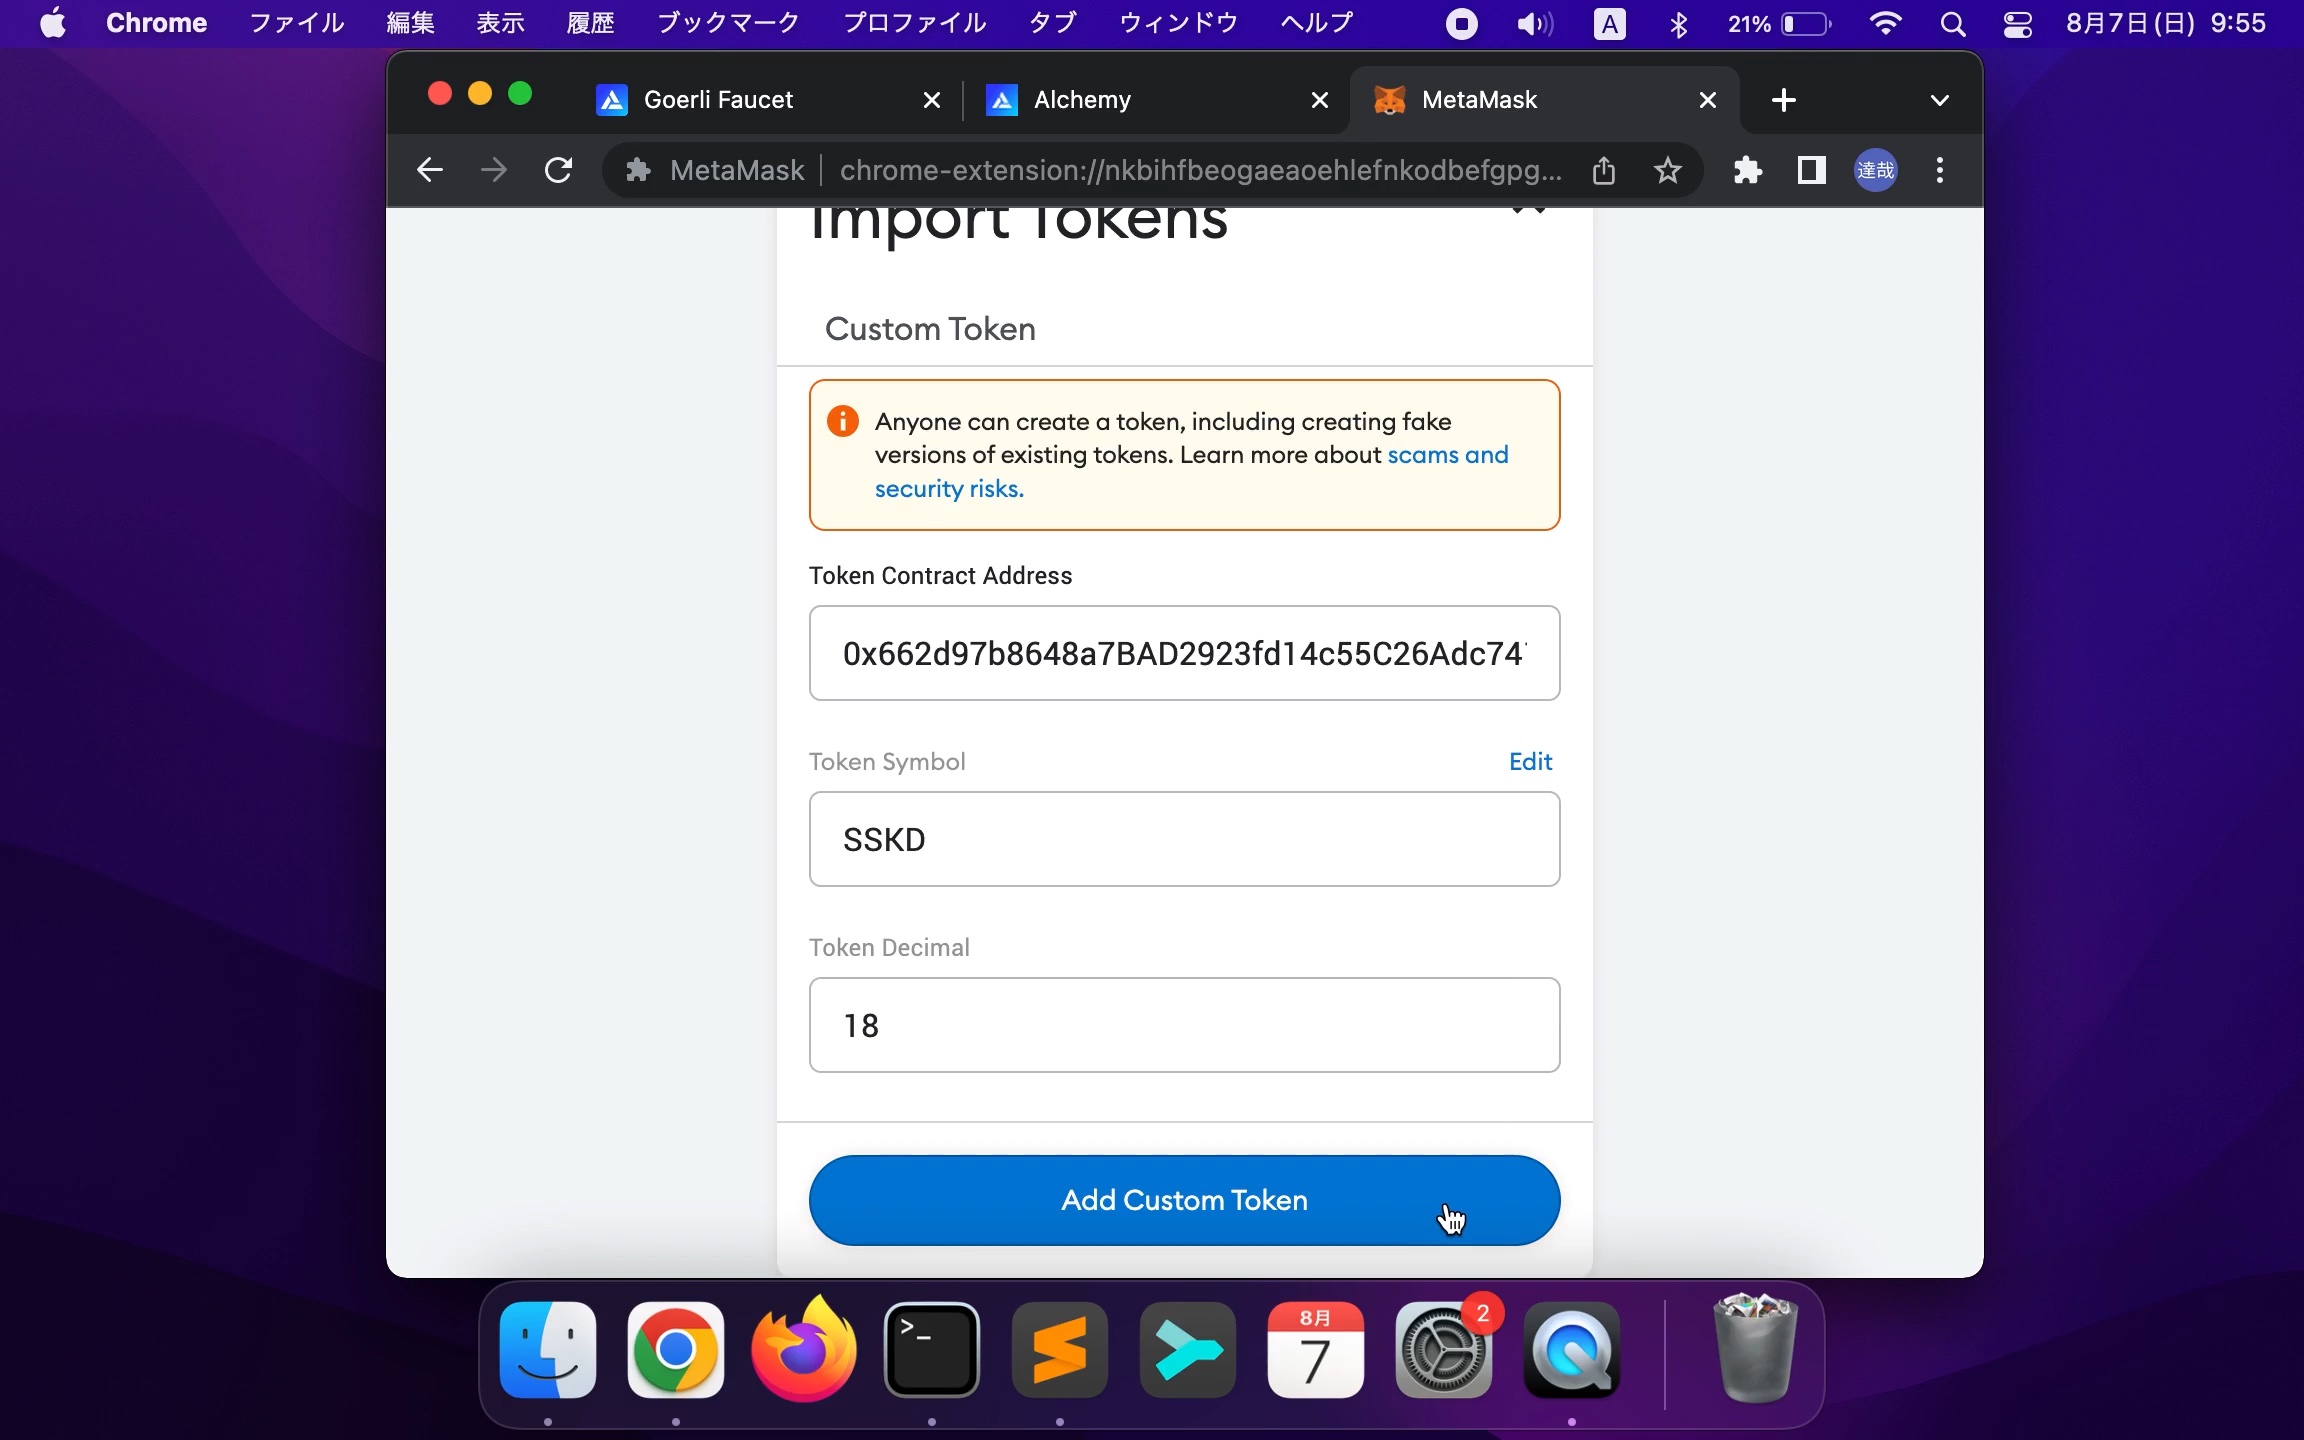 Chrome ファイル 編集 表示 履歴 ブックマーク プロファイル タブ ウィンドウ ヘルプ A 21% 8月7日(日) 9:55
Goerli Faucet Alchemy MetaMask
MetaMask chrome-extension://nkbihfbeogaeaoehlefnkodbefgpg... 達哉
Import Tokens
Custom Token
Anyone can create a token, including creating fake
versions of existing tokens. Learn more about scams and
security risks.
Token Contract Address
0x662d97b8648a7BAD2923fd14c55C26Adc74
Token Symbol Edit
SSKD
Token Decimal
18
Add Custom Token
8月 2
7